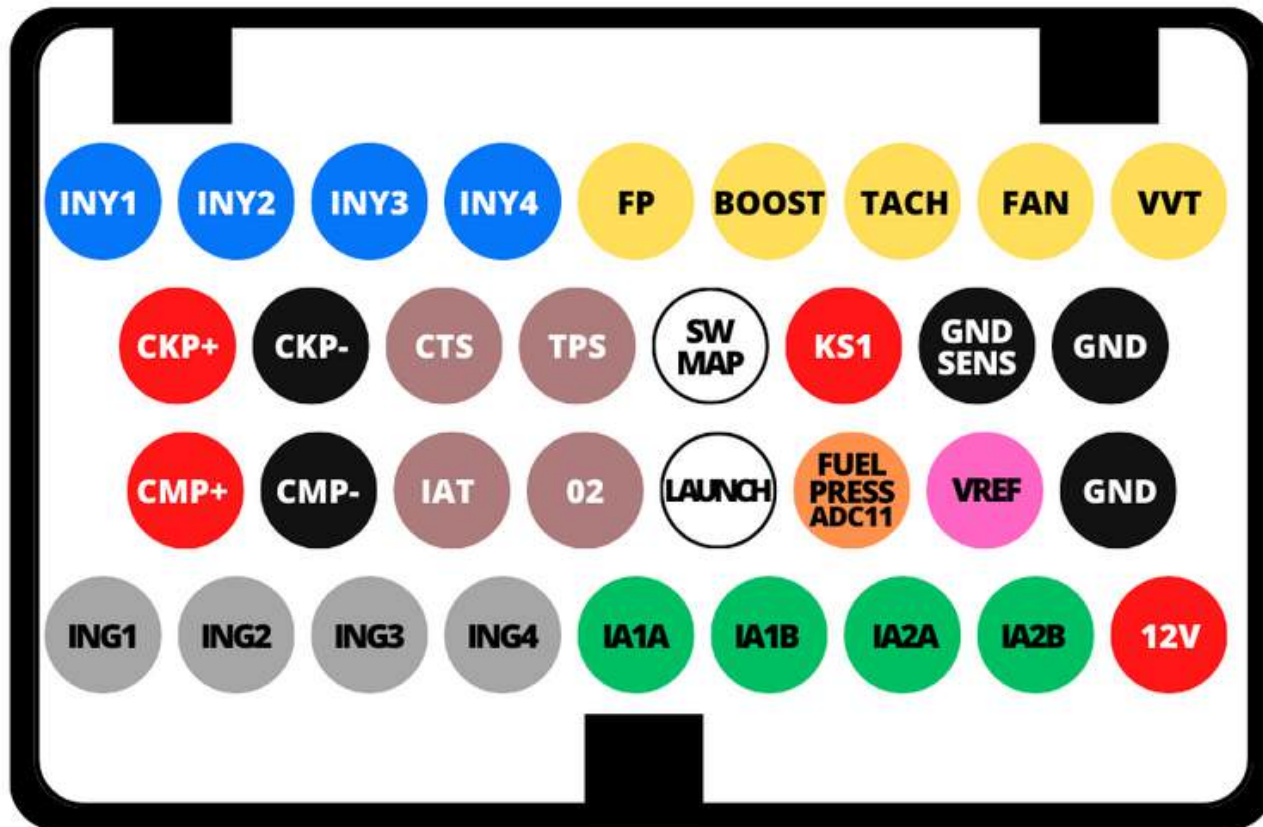 INY1 INY2 INY3 INY4 FP BOOST TACH FAN VVT
CKP+ CKP- CTS TPS SW MAP KS1 GND SENS GND
CMP+ CMP- IAT 02 LAUNCH FUEL PRESS ADC11 VREF GND
ING1 ING2 ING3 ING4 IA1A IA1B IA2A IA2B 12V